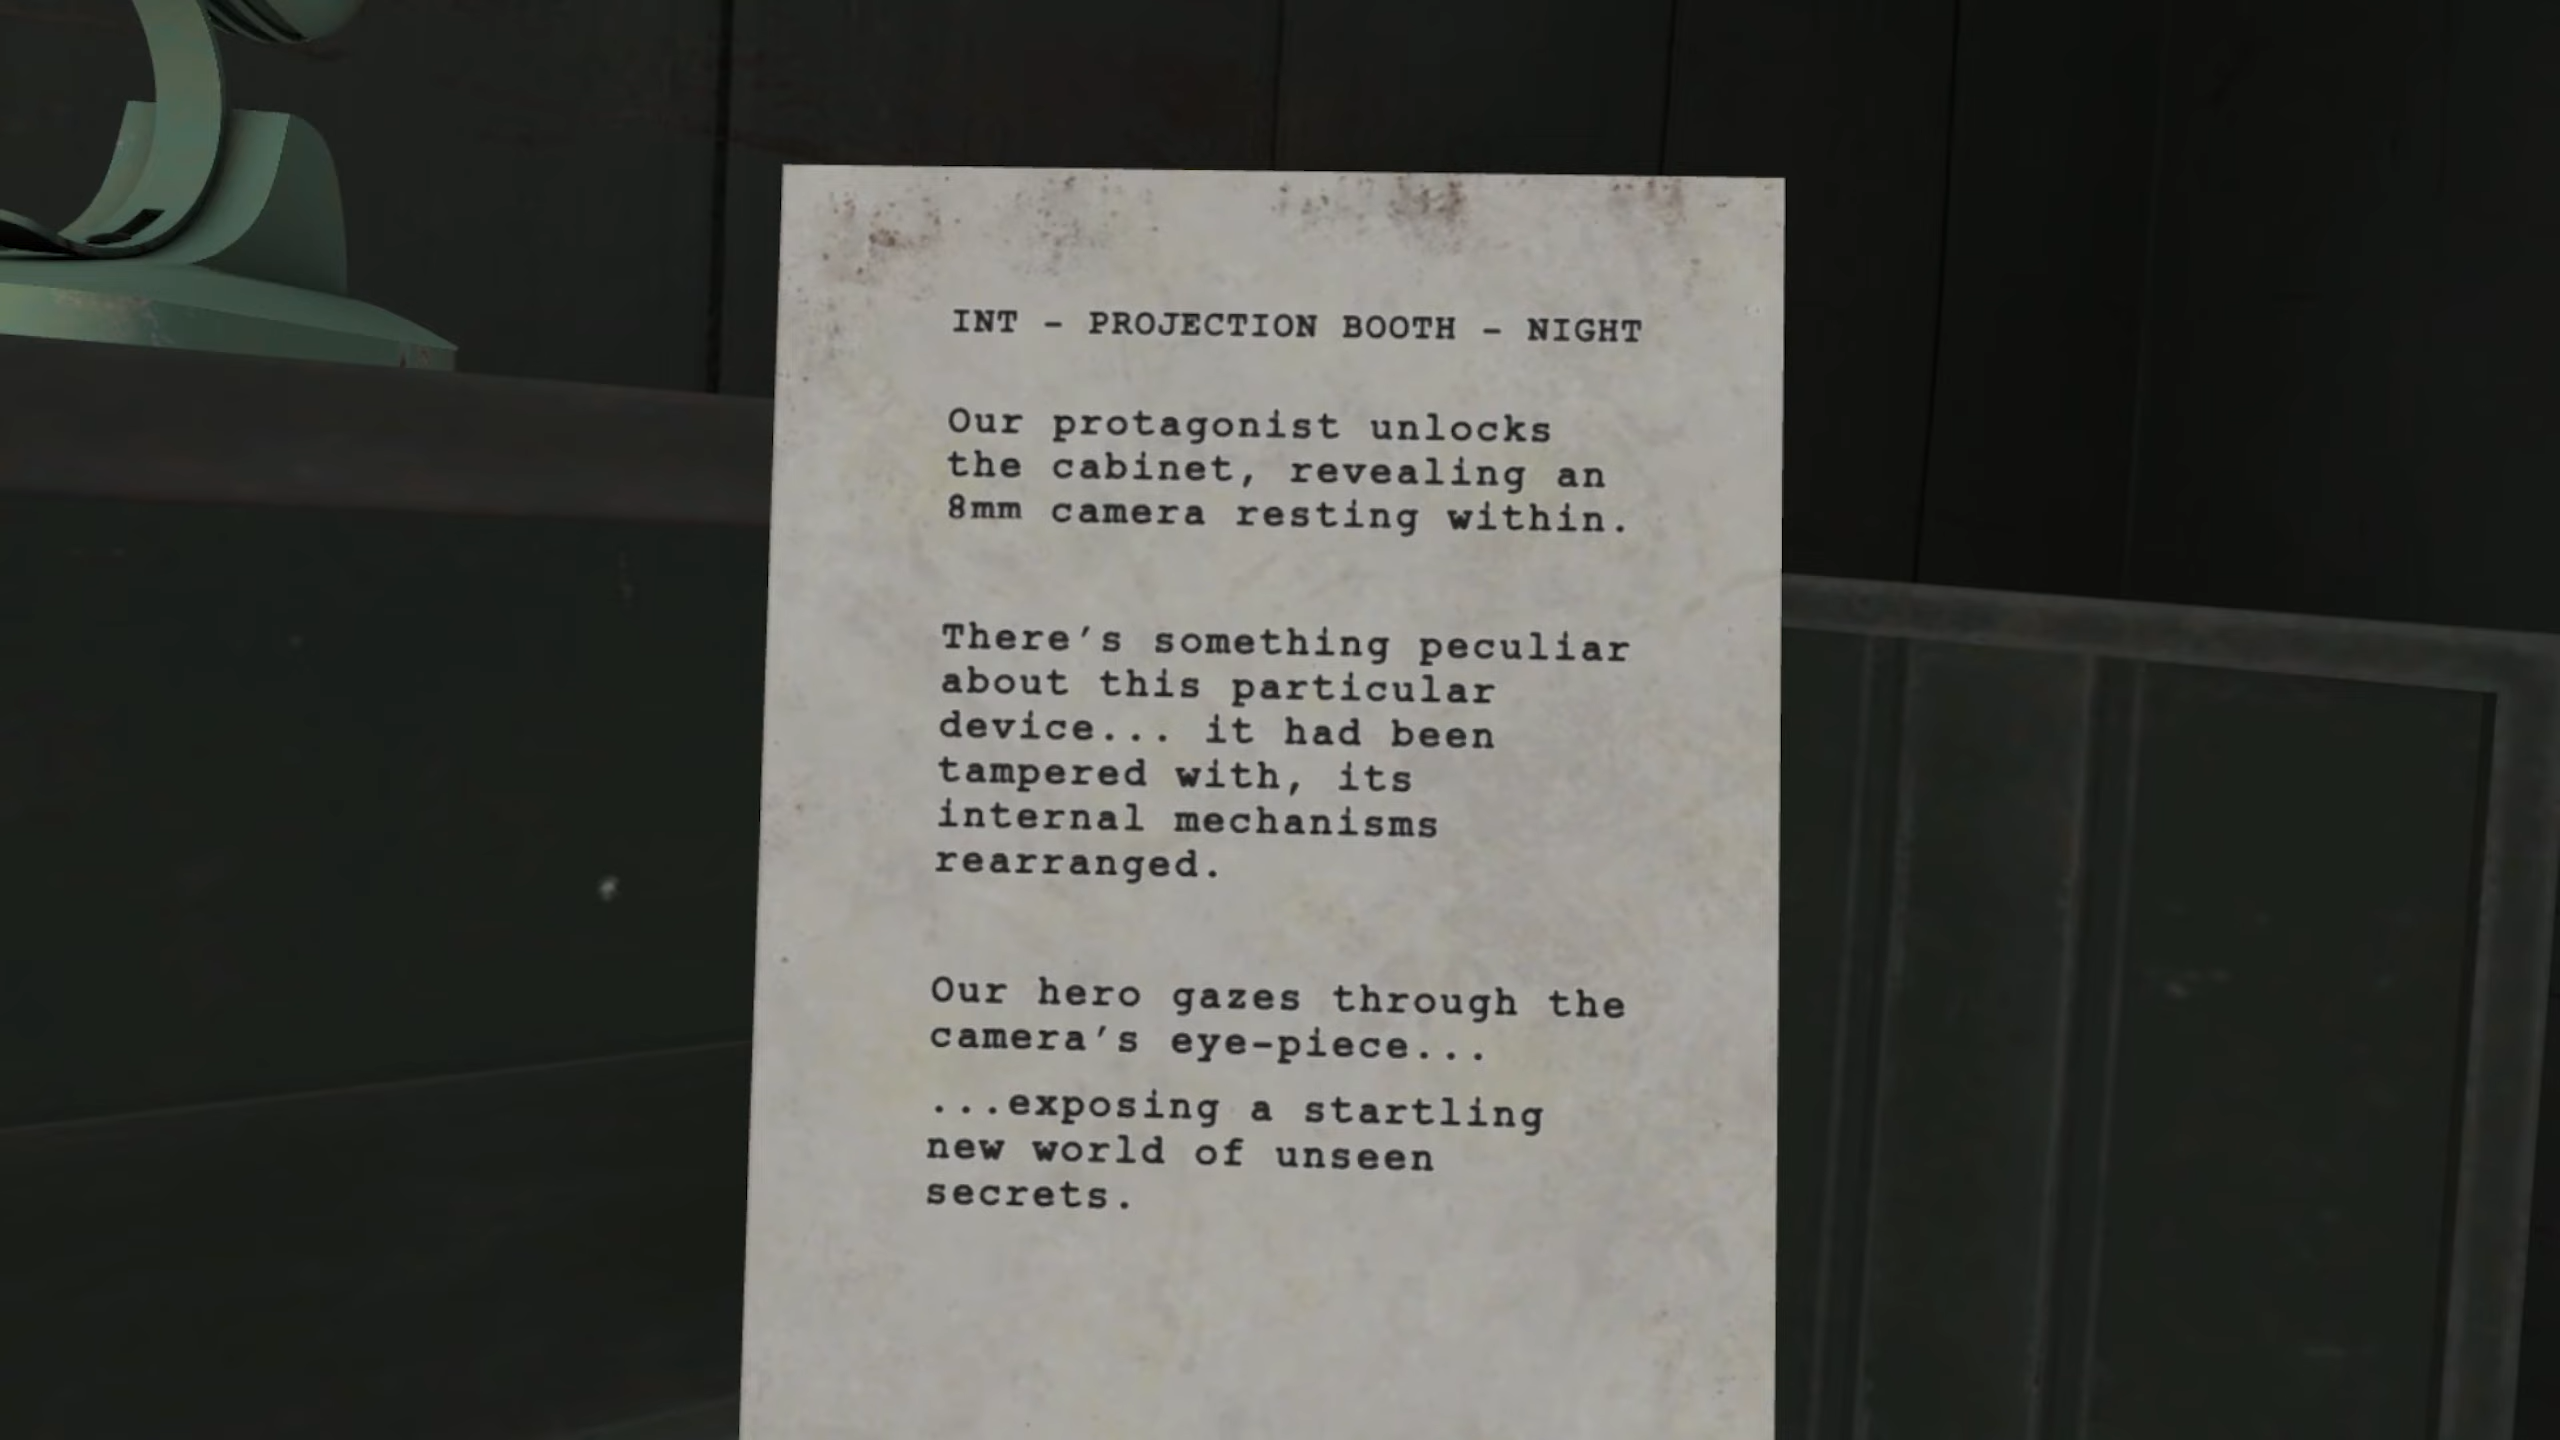 INT - PROJECTION BOOTH - NIGHT
Our protagonist unlocks
the cabinet, revealing an
8mm camera resting within.
There's something peculiar
about this particular
device... it had been
tampered with, its
internal mechanisms
rearranged.
Our hero gazes through the
camera's eye-piece...
...exposing a startling
new world of unseen
secrets.